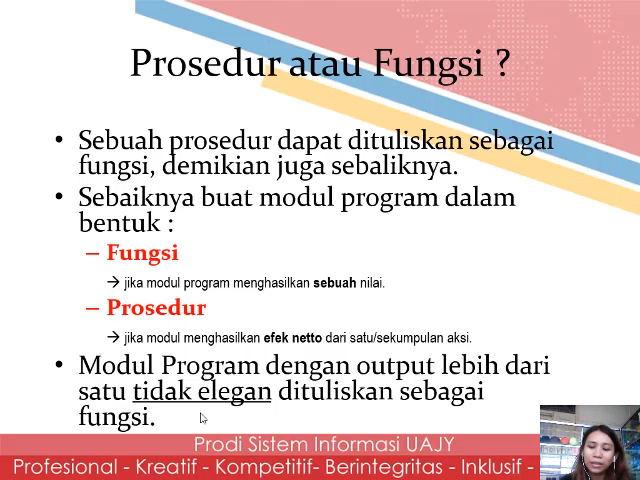 Prosedur atau Fungsi ?
• Sebuah prosedur dapat dituliskan sebagai
fungsi, demikian juga sebaliknya.
• Sebaiknya buat modul program dalam
bentuk :
– Fungsi
→ jika modul program menghasilkan sebuah nilai.
– Prosedur
→ jika modul menghasilkan efek netto dari satu/sekumpulan aksi.
• Modul Program dengan output lebih dari
satu tidak elegan dituliskan sebagai
fungsi.
Prodi Sistem Informasi UAJY
Profesional - Kreatif - Kompetitif- Berintegritas - Inklusif -